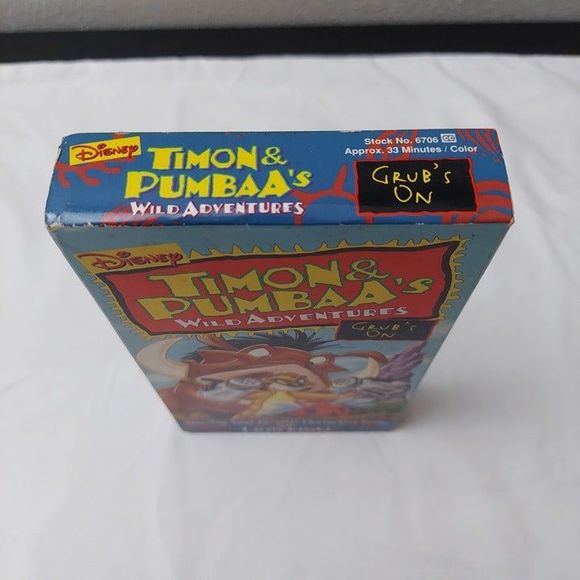 Disney
Timon &
Pumbaa's
Wild Adventures
Stock No. 6706 CC
Approx. 33 Minutes / Color
Grub's
On
Disney
Timon &
Pumbaa's
Wild Adventures
Grub's
On